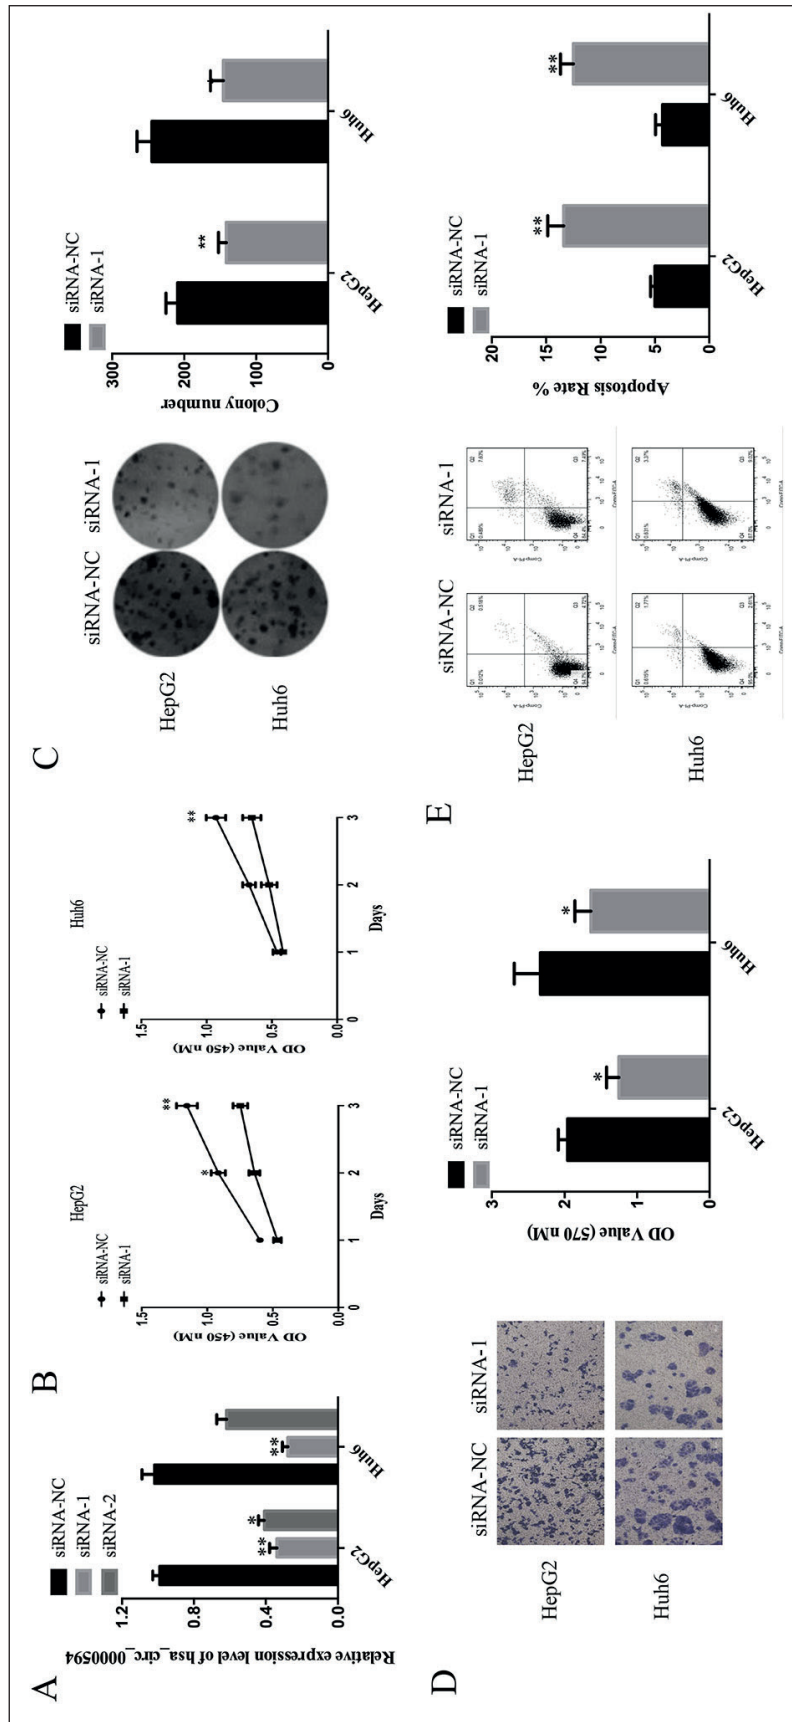 A
siRNA-NC
siRNA-1
siRNA-2
Relative expression level of hsa_circ_0000594
1.2
0.8
0.4
0.0
**
*
**
HepG2
Huh6
B
HepG2
siRNA-NC
siRNA-1
OD Value (450 nM)
1.5
1.0
0.5
0.0
*
**
0
1
2
3
Days
Huh6
siRNA-NC
siRNA-1
OD Value (450 nM)
1.5
1.0
0.5
0.0
**
0
1
2
3
Days
C
siRNA-NC
siRNA-1
HepG2
Huh6
siRNA-NC
siRNA-1
Colony number
300
200
100
0
**
HepG2
Huh6
D
siRNA-NC
siRNA-1
HepG2
Huh6
siRNA-NC
siRNA-1
OD Value (570 nM)
3
2
1
0
*
*
HepG2
Huh6
E
siRNA-NC
siRNA-1
HepG2
Huh6
Q1
Q2
Q3
Q4
Comp-PI-A
siRNA-NC
siRNA-1
Apoptosis Rate %
20
15
10
5
0
**
**
HepG2
Huh6